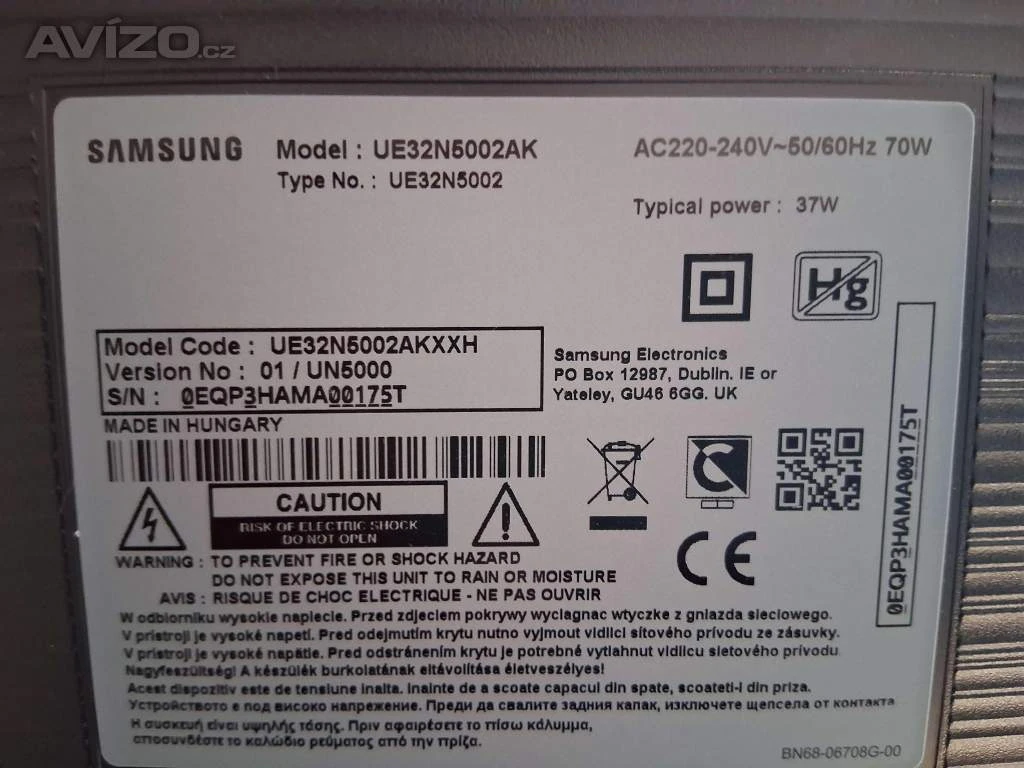 AVÍZO.cz
SAMSUNG Model : UE32N5002AK AC220-240V~50/60Hz 70W
Type No. : UE32N5002
Typical power : 37W
Hg
Model Code : UE32N5002AKXXH
Version No : 01 / UN5000
S/N : 0EQP3HAMA00175T
Samsung Electronics
PO Box 12987, Dublin. IE or
Yateley, GU46 6GG. UK
MADE IN HUNGARY
0EQP3HAMA00175T
C
CAUTION
RISK OF ELECTRIC SHOCK
DO NOT OPEN
CE
WARNING : TO PREVENT FIRE OR SHOCK HAZARD
DO NOT EXPOSE THIS UNIT TO RAIN OR MOISTURE
AVIS : RISQUE DE CHOC ELECTRIQUE - NE PAS OUVRIR
W odbiorniku wysokie napiecie. Przed zdjeciem pokrywy wyciagnac wtyczke z gniazda sieciowego.
V prístroji je vysoké napetí. Pred odejmutím krytu nutno vyjmout vidlici sítového prívodu ze zásuvky.
V prístroji je vysoké napätie. Pred odstránením krytu je potrebné vytiahnut vidlicu sietového prívodu
Nagyfeszültség! A készülék burkolatának eltávolítása életveszélyes!
Acest dispozitiv este de tensiune inalta. Inainte de a scoate capacul din spate, scoateti-l din priza.
Устройството е под високо напрежение. Преди да свалите задния капак, изключете щепсела от контакта
Η συσκευή είναι υψηλής τάσης. Πριν αφαιρέσετε το πίσω κάλυμμα,
αποσυνδέστε το καλώδιο ρεύματος από την πρίζα.
BN68-06708G-00